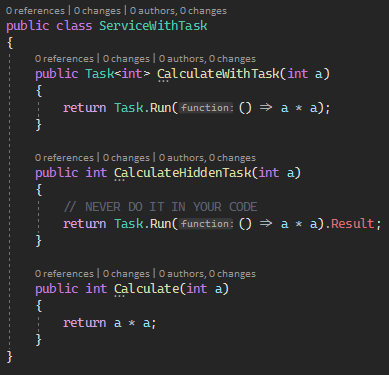 0 references | 0 changes | 0 authors, 0 changes
public class ServiceWithTask
{
0 references | 0 changes | 0 authors, 0 changes
public Task<int> CalculateWithTask(int a)
{
return Task.Run(function: () => a * a);
}
0 references | 0 changes | 0 authors, 0 changes
public int CalculateHiddenTask(int a)
{
// NEVER DO IT IN YOUR CODE
return Task.Run(function: () => a * a).Result;
}
0 references | 0 changes | 0 authors, 0 changes
public int Calculate(int a)
{
return a * a;
}
}